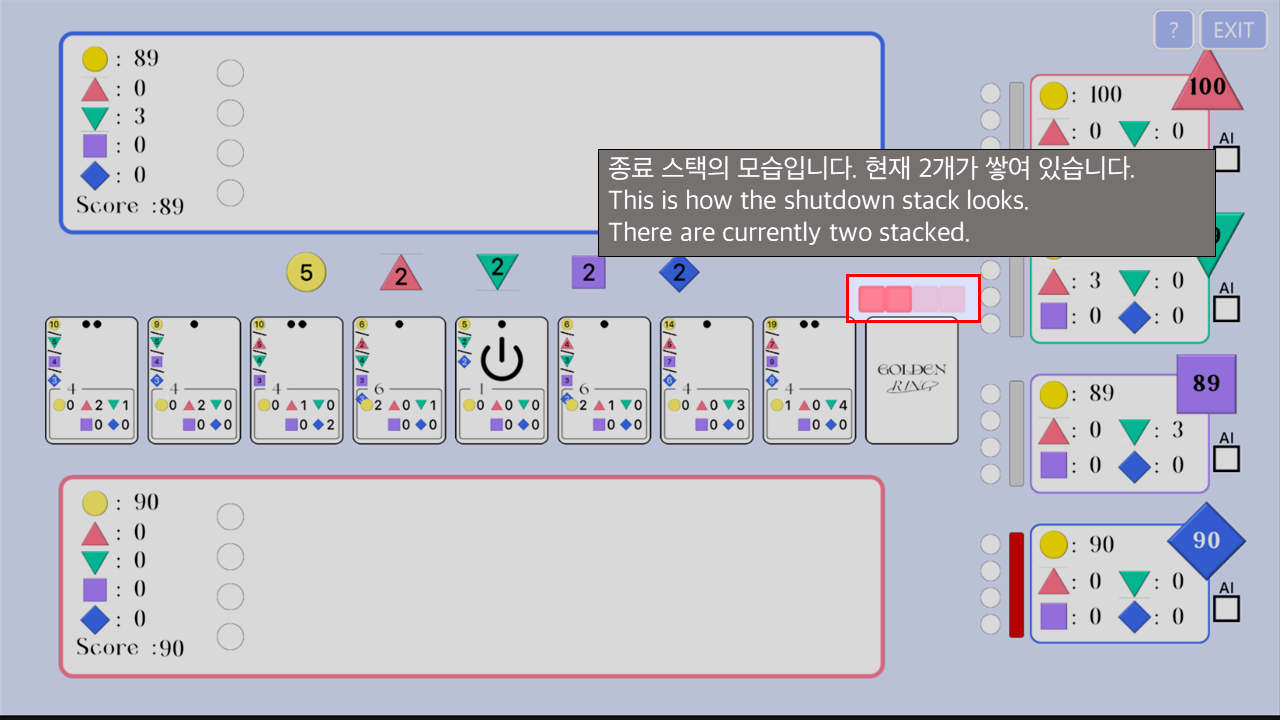 : 89
: 0
: 3
: 0
: 0
Score :89
? EXIT
: 100 100
: 0 : 0
AI
종료 스택의 모습입니다. 현재 2개가 쌓여 있습니다.
This is how the shutdown stack looks.
There are currently two stacked.
: 3 : 0
: 0 : 0
AI
5 2 2 2 2
10 4 0 2 1 0 0
9 4 0 2 0 0 0
10 4 0 1 0 0 2
6 6 2 0 1 0 0
5 1 0 0 0 0 0
6 6 2 1 0 0 0
14 4 0 0 3 0 0
19 4 1 0 4 0 0
GOLDEN
RING
: 89 89
: 0 : 3
: 0 : 0
AI
: 90
: 0
: 0
: 0
: 0
Score :90
: 90 90
: 0 : 0
: 0 : 0
AI